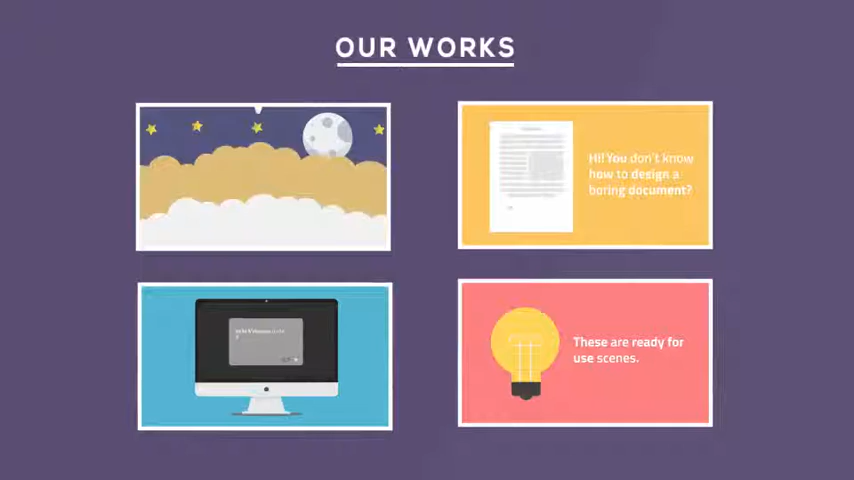 OUR WORKS
Hi! You don't know
how to design a
boring document?
These are ready for
use scenes.